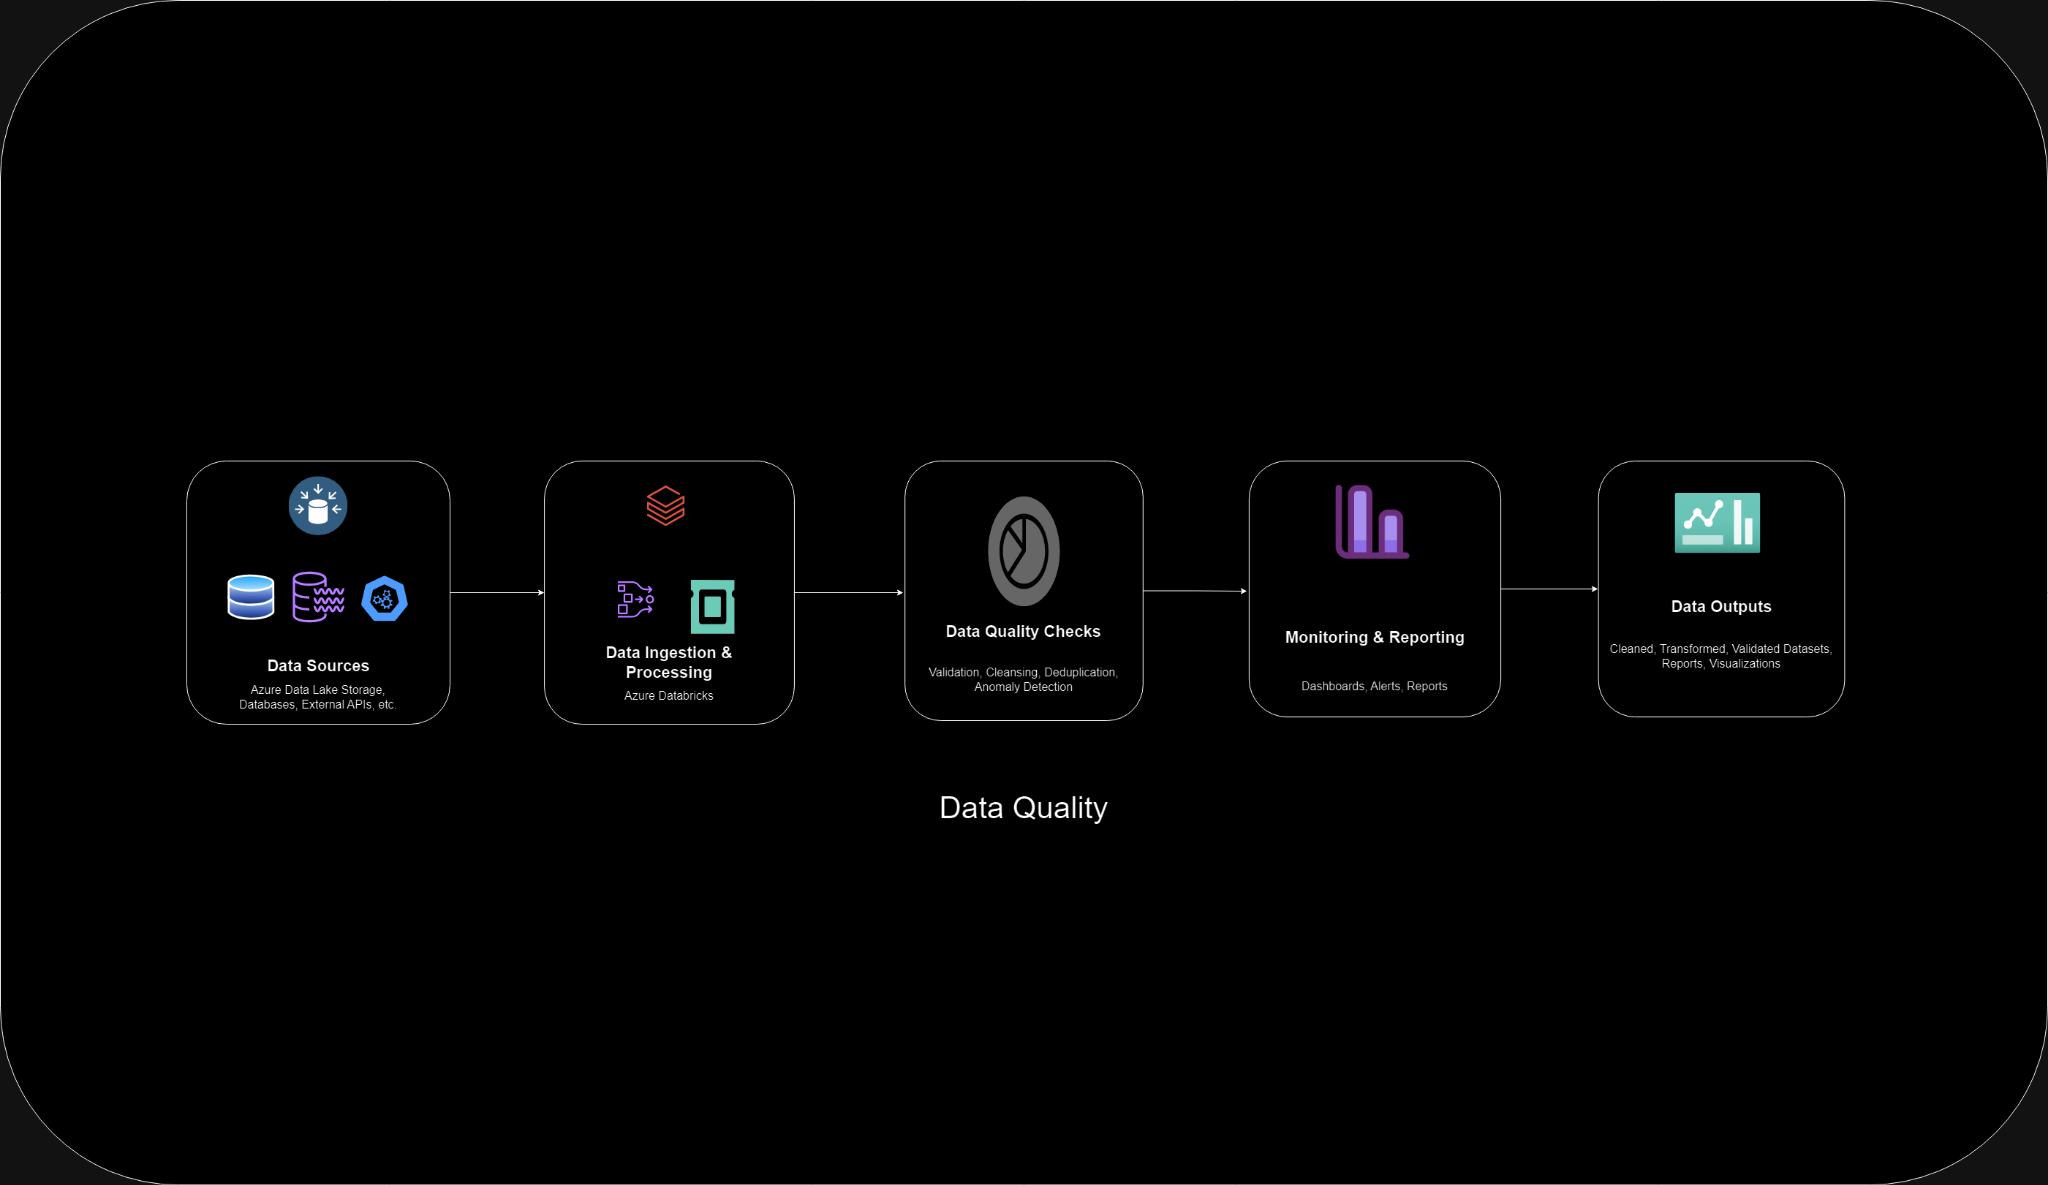 Data Sources
Azure Data Lake Storage,
Databases, External APIs, etc.
Data Ingestion &
Processing
Azure Databricks
Data Quality Checks
Validation, Cleansing, Deduplication,
Anomaly Detection
Monitoring & Reporting
Dashboards, Alerts, Reports
Data Outputs
Cleaned, Transformed, Validated Datasets,
Reports, Visualizations
Data Quality